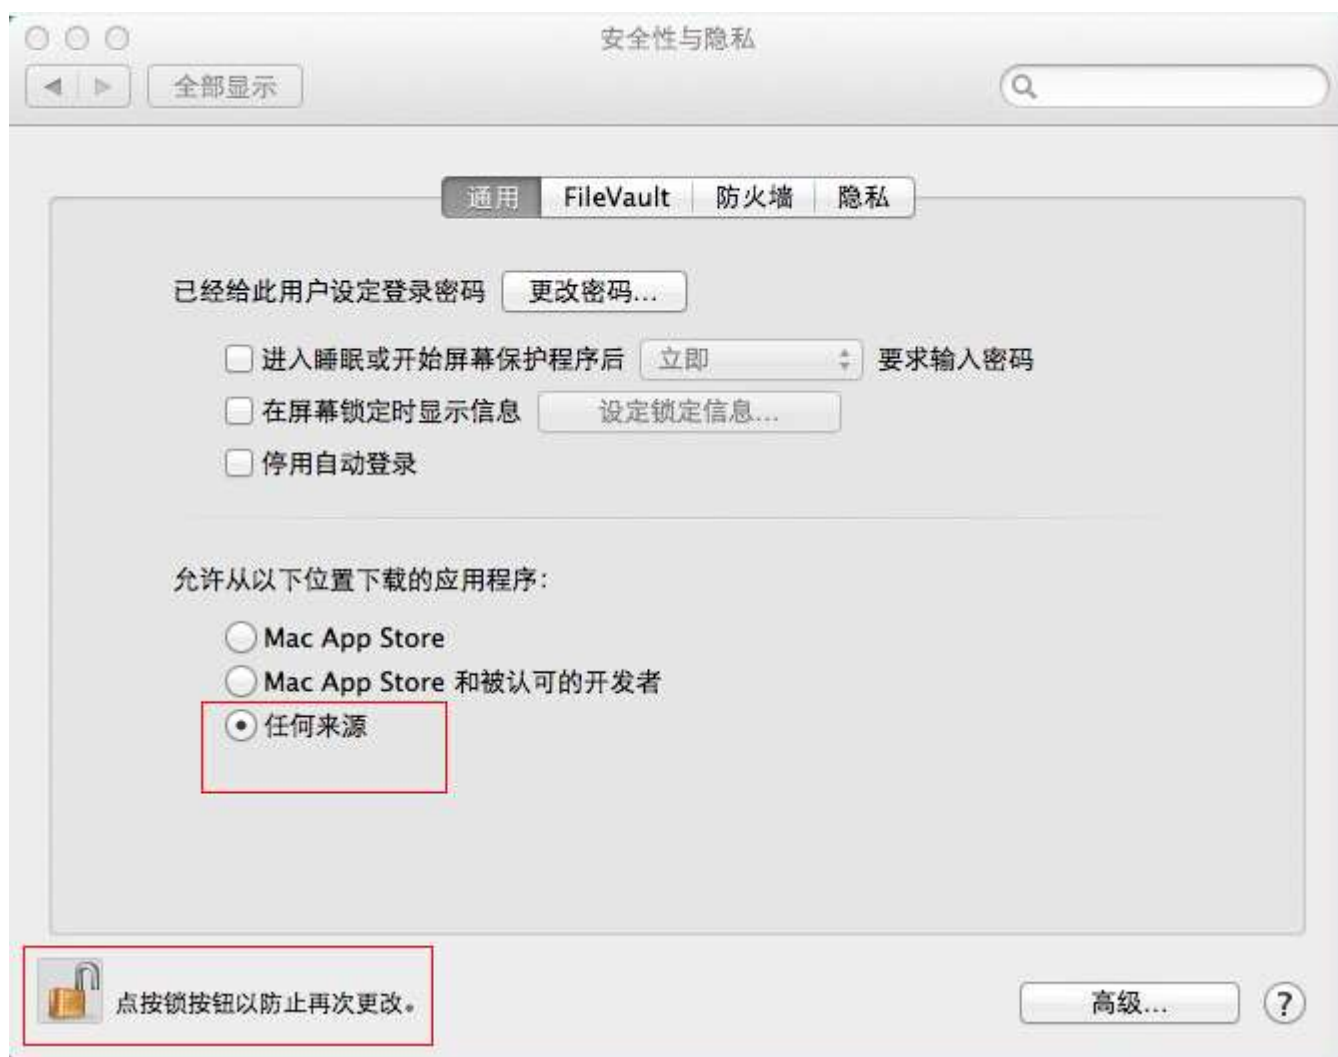 安全性与隐私
全部显示
通用 FileVault 防火墙 隐私
已经给此用户设定登录密码 更改密码...
进入睡眠或开始屏幕保护程序后 立即 要求输入密码
在屏幕锁定时显示信息 设定锁定信息...
停用自动登录
允许从以下位置下载的应用程序：
Mac App Store
Mac App Store 和被认可的开发者
任何来源
点按锁按钮以防止再次更改。
高级... ?